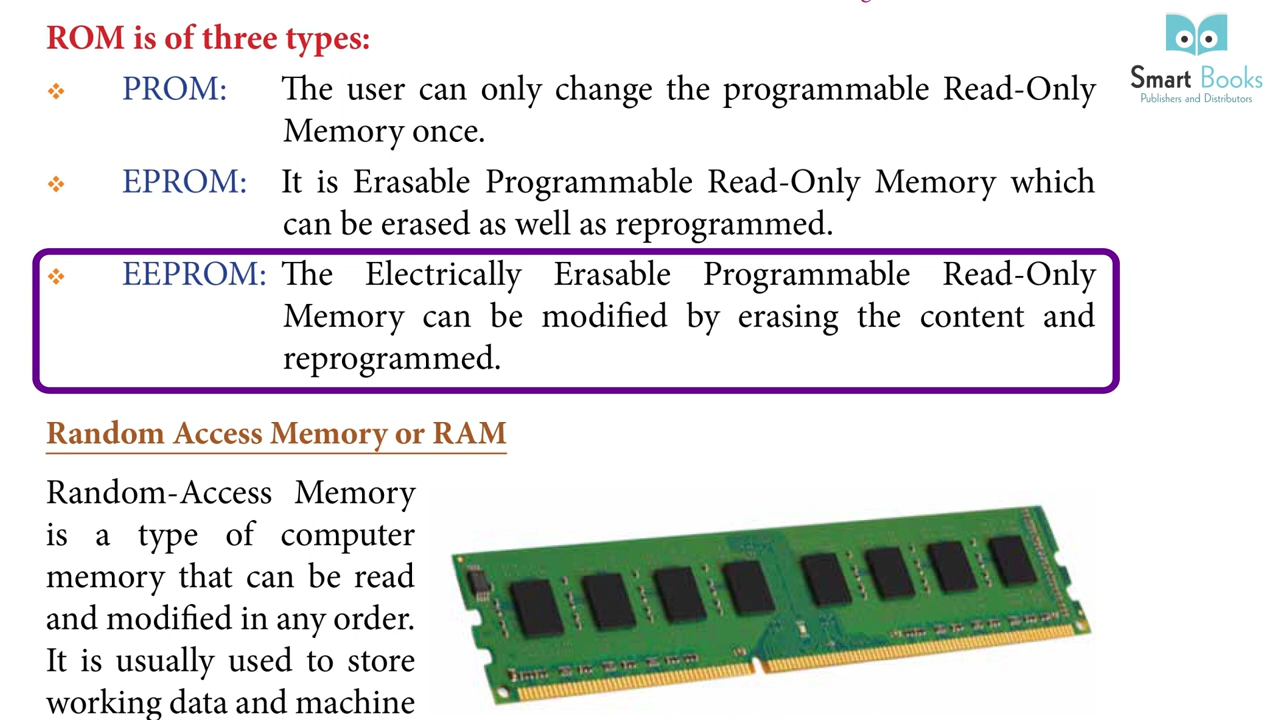 ROM is of three types:
Smart Books
Publishers and Distributors
❖ PROM: The user can only change the programmable Read-Only
Memory once.
❖ EPROM: It is Erasable Programmable Read-Only Memory which
can be erased as well as reprogrammed.
❖ EEPROM: The Electrically Erasable Programmable Read-Only
Memory can be modified by erasing the content and
reprogrammed.
Random Access Memory or RAM
Random-Access Memory
is a type of computer
memory that can be read
and modified in any order.
It is usually used to store
working data and machine